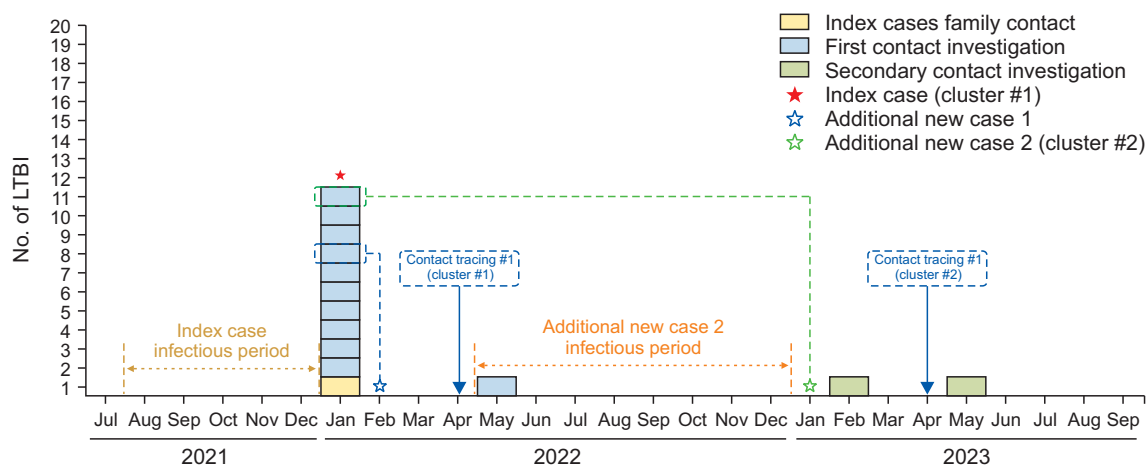 Index cases family contact
First contact investigation
Secondary contact investigation
Index case (cluster #1)
Additional new case 1
Additional new case 2 (cluster #2)
No. of LTBI
20
19
18
17
16
15
14
13
12
11
10
9
8
7
6
5
4
3
2
1
Contact tracing #1
(cluster #1)
Contact tracing #1
(cluster #2)
Index case
infectious period
Additional new case 2
infectious period
Jul Aug Sep Oct Nov Dec Jan Feb Mar Apr May Jun Jul Aug Sep Oct Nov Dec Jan Feb Mar Apr May Jun Jul Aug Sep
2021 2022 2023